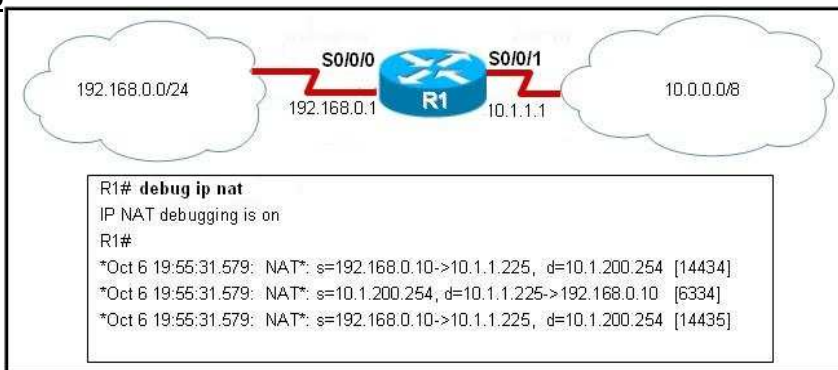 S0/0/0
S0/0/1
192.168.0.0/24
10.0.0.0/8
192.168.0.1
R1
10.1.1.1
R1# debug ip nat
IP NAT debugging is on
R1#
*Oct 6 19:55:31.579: NAT*: s=192.168.0.10->10.1.1.225, d=10.1.200.254 [14434]
*Oct 6 19:55:31.579: NAT*: s=10.1.200.254, d=10.1.1.225->192.168.0.10 [6334]
*Oct 6 19:55:31.579: NAT*: s=192.168.0.10->10.1.1.225, d=10.1.200.254 [14435]